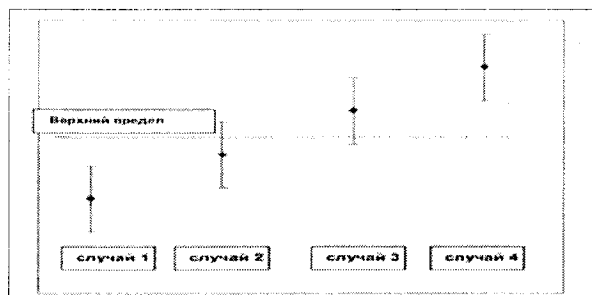 Верхний предел
случай 1
случай 2
случай 3
случай 4